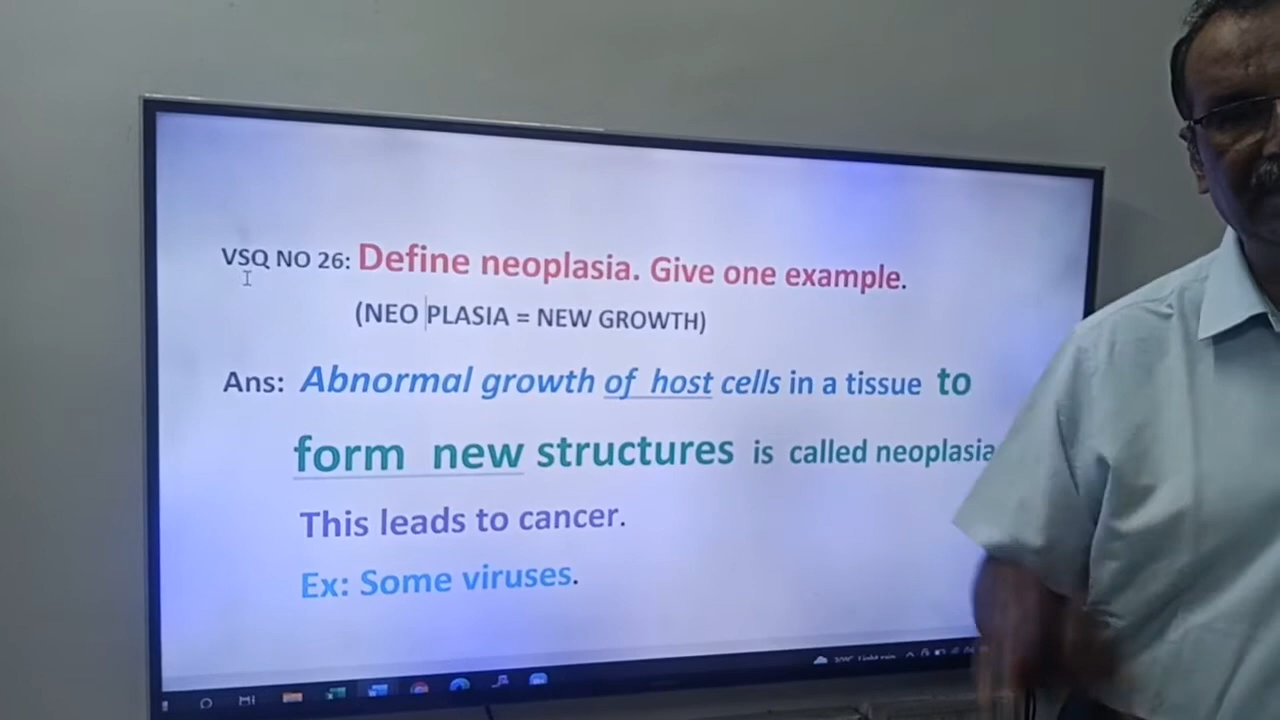 VSQ NO 26: Define neoplasia. Give one example.
(NEO PLASIA = NEW GROWTH)
Ans: Abnormal growth of host cells in a tissue to
form new structures is called neoplasia
This leads to cancer.
Ex: Some viruses.